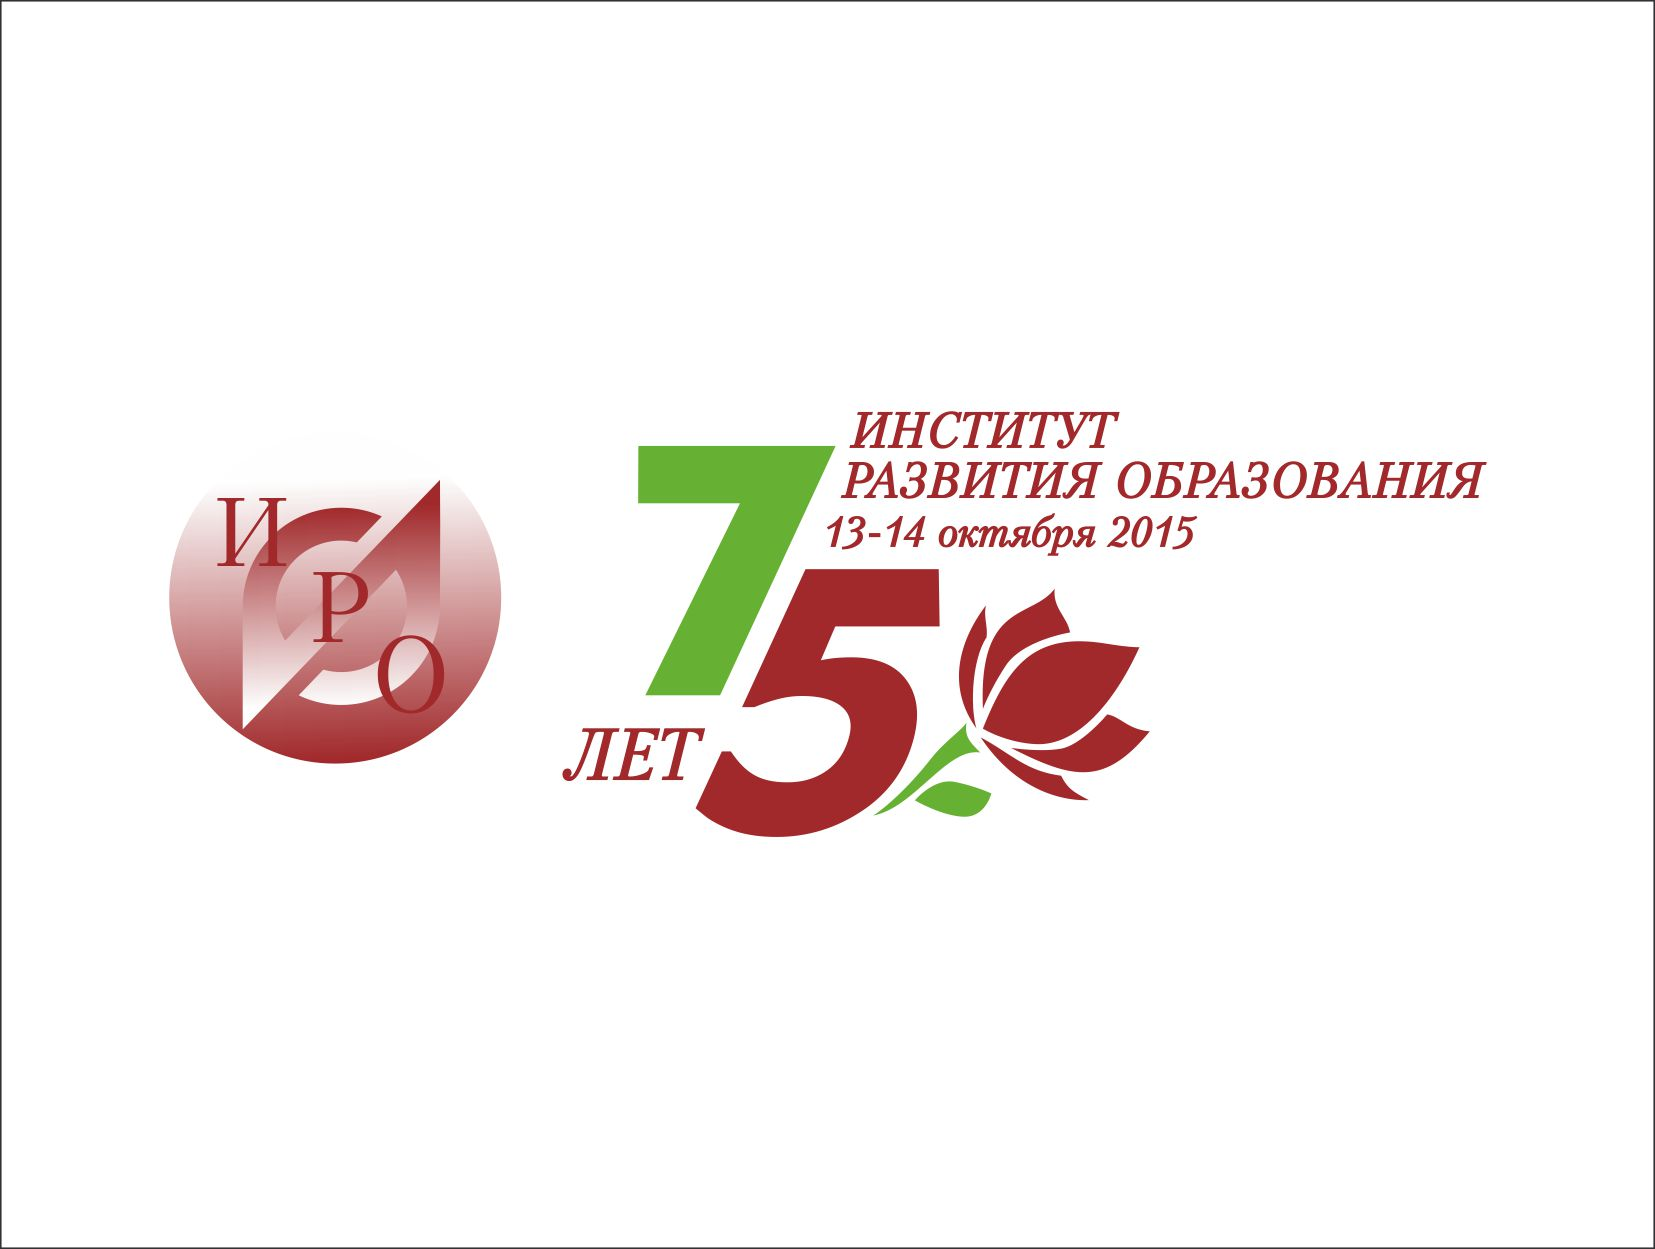 ИРО
ИНСТИТУТ
РАЗВИТИЯ ОБРАЗОВАНИЯ
13-14 октября 2015
75
ЛЕТ